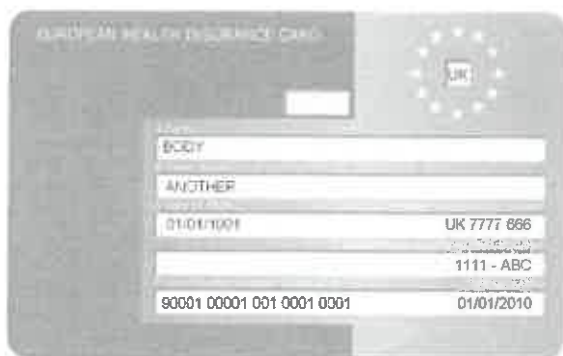 EUROPEAN HEALTH INSURANCE CARD
UK
BODY
ANOTHER
01/01/1001 UK 7777 666
1111 - ABC
90001 00001 001 0001 0001 01/01/2010